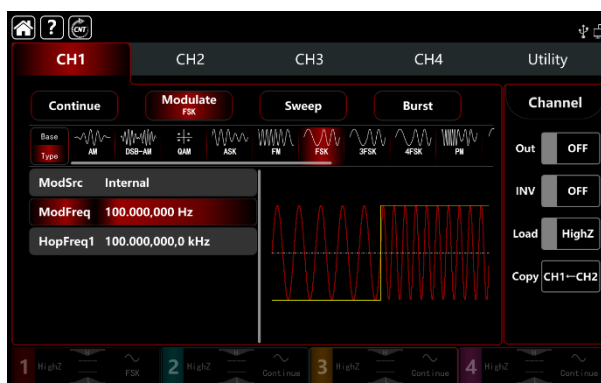 ? CNT
CH1 CH2 CH3 CH4 Utility
Continue Modulate FSK Sweep Burst Channel
Base
Type
AM DSB-AM QAM ASK FM FSK 3FSK 4FSK PM
Out OFF
ModSrc Internal
INV OFF
ModFreq 100.000,000 Hz
Load HighZ
HopFreq1 100.000,000,0 kHz
Copy CH1←CH2
1 HighZ FSK 2 HighZ Continue 3 HighZ Continue 4 HighZ Continue